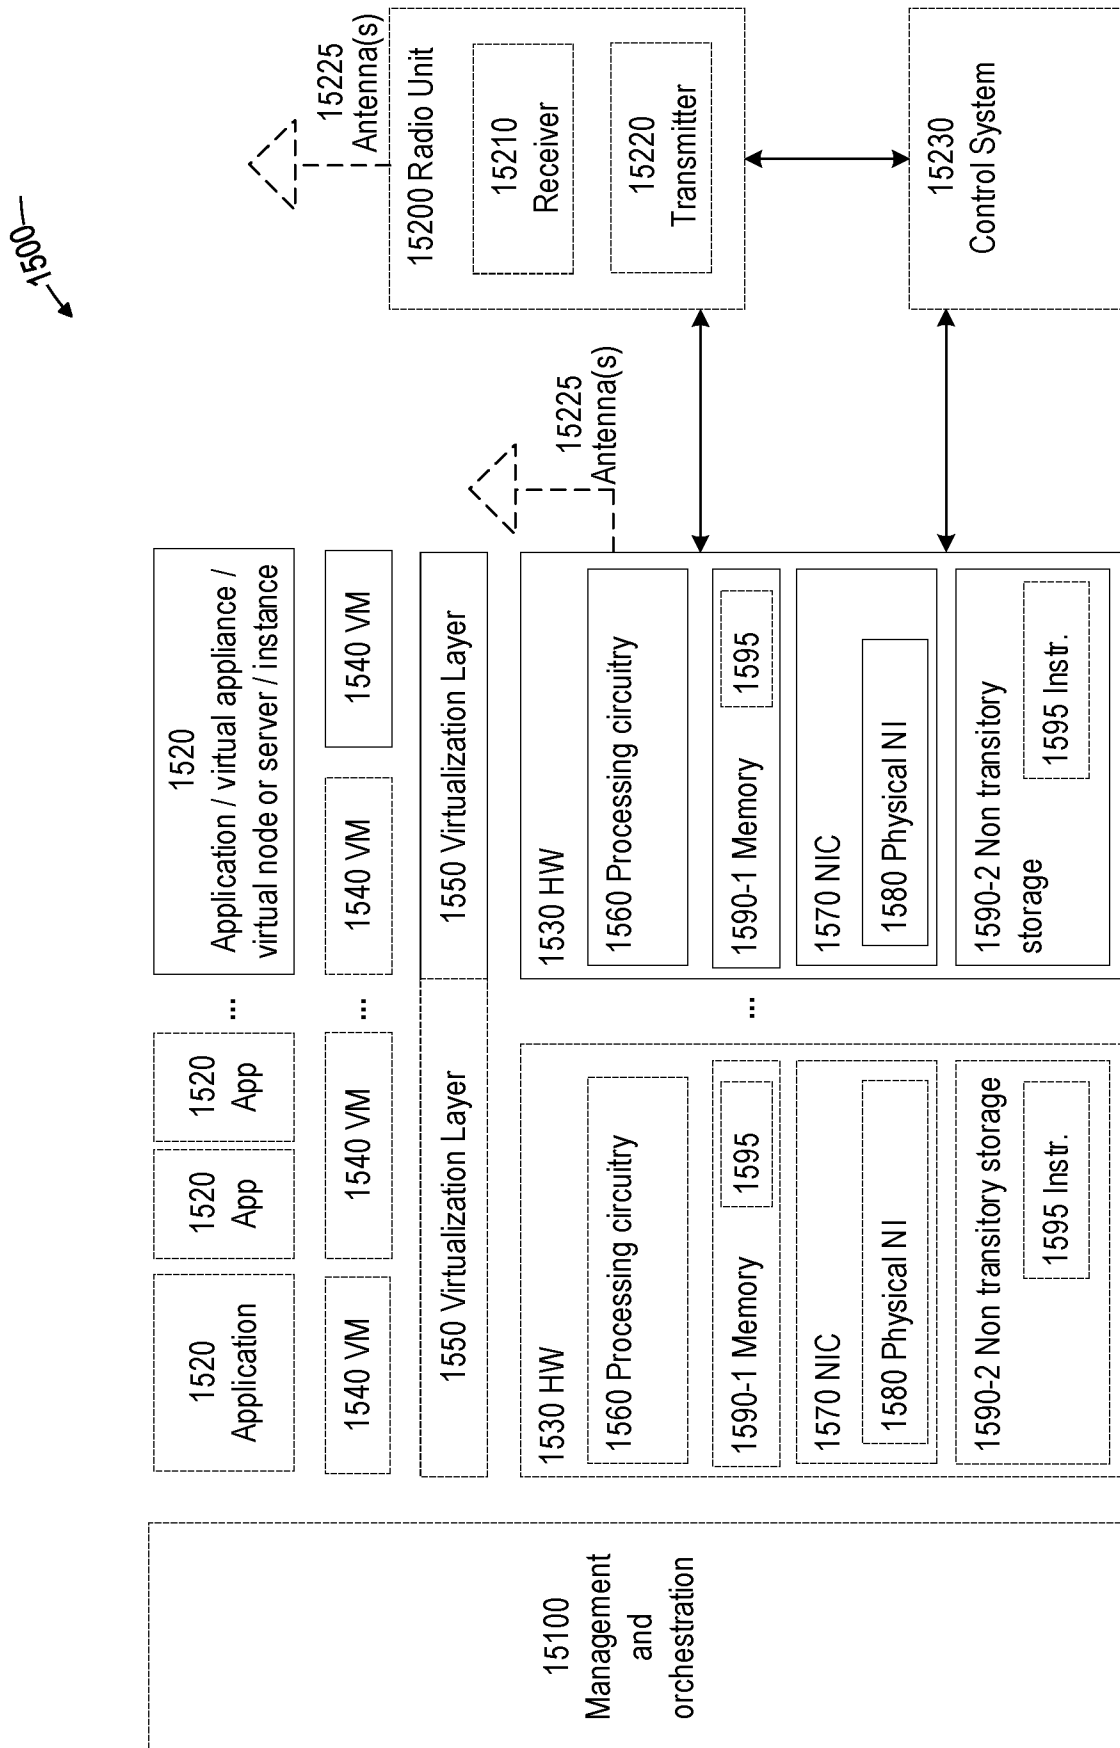 1500
15100
Management
and
orchestration
1520
Application
1520
App
1520
App
...
1520
Application / virtual appliance /
virtual node or server / instance
1540 VM
1540 VM
...
1540 VM
1540 VM
1550 Virtualization Layer
1550 Virtualization Layer
1530 HW
1560 Processing circuitry
1590-1 Memory
1595
1570 NIC
1580 Physical NI
1590-2 Non transitory storage
1595 Instr.
...
1530 HW
1560 Processing circuitry
1590-1 Memory
1595
1570 NIC
1580 Physical NI
1590-2 Non transitory
storage
1595 Instr.
15225
Antenna(s)
15225
Antenna(s)
15200 Radio Unit
15210
Receiver
15220
Transmitter
15230
Control System